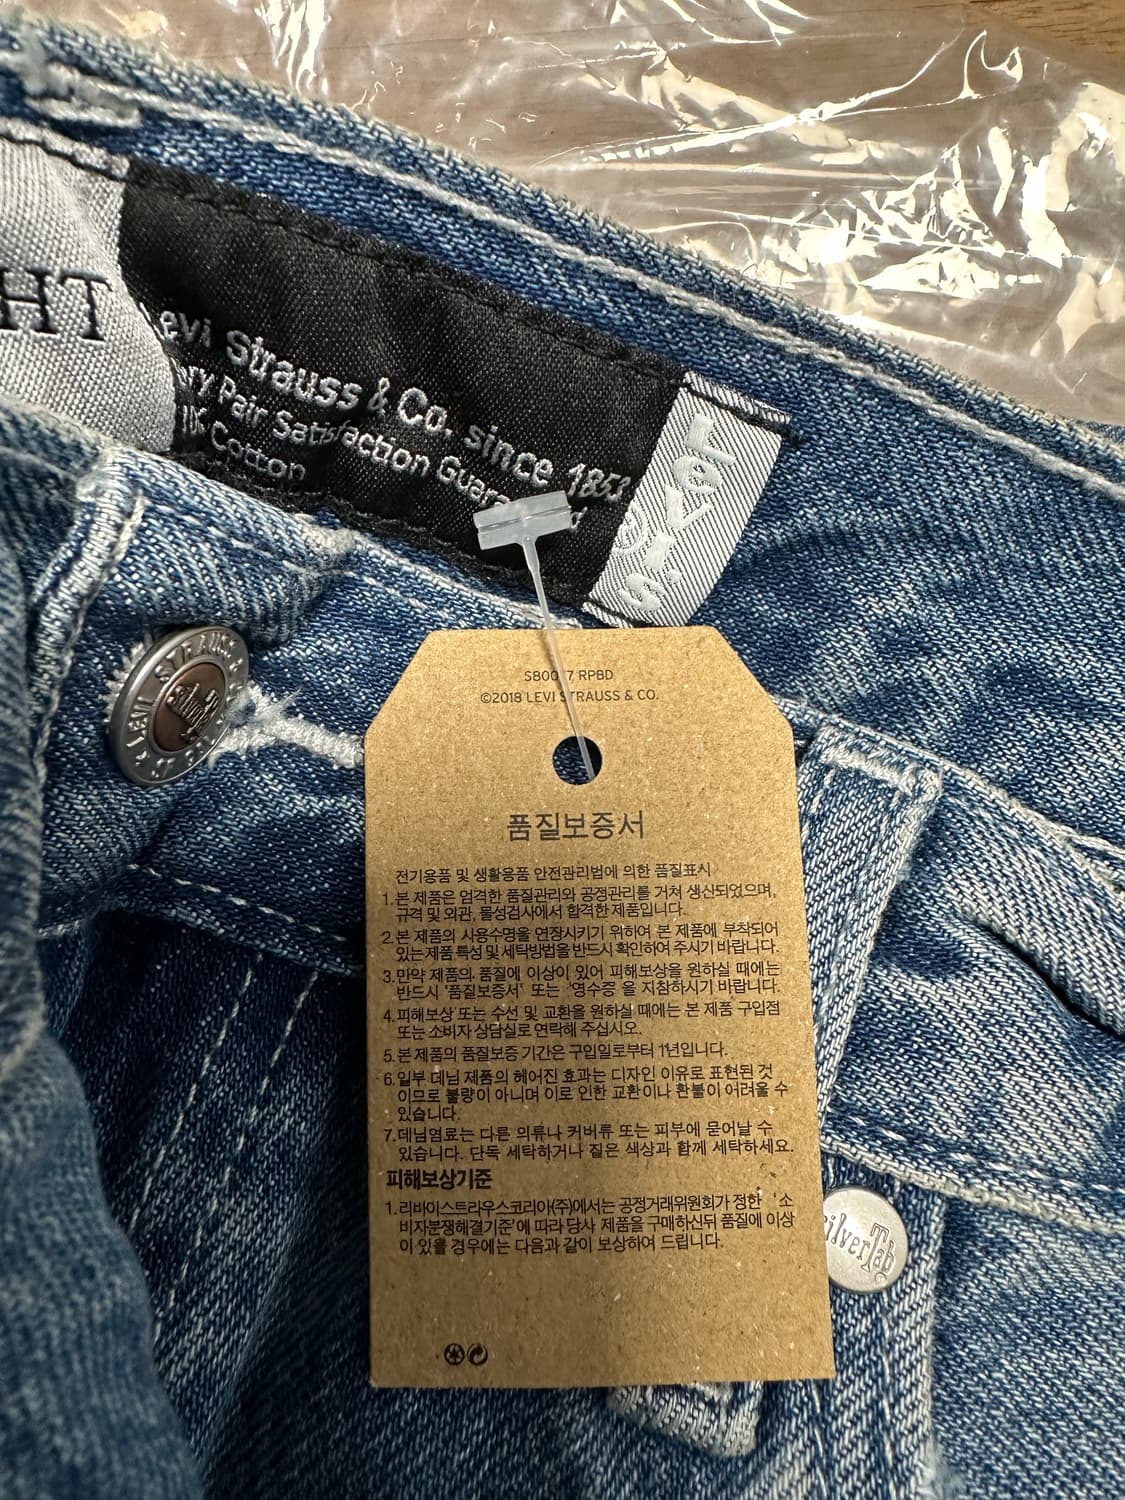 HT
Levi Strauss & Co. since 1853
Pair Satisfaction
Cotton
Levi's
®
LEVI STRAUSS &
S80 7 RPBD
©2018 LEVI STRAUSS & CO.
품질보증서
전기용품 및 생활용품 안전관리법에 의한 품질표시
1. 본 제품은 엄격한 품질관리와 공정관리를 거쳐 생산되었으며,
규격 및 외관, 물성검사에서 합격한 제품입니다.
2. 본 제품의 사용수명을 연장시키기 위하여 본 제품에 부착되어
있는 제품 특성 및 세탁방법을 반드시 확인하여 주시기 바랍니다.
3. 만약 제품의 품질에 이상이 있어 피해보상을 원하실 때에는
반드시 '품질보증서' 또는 '영수증'을 지참하시기 바랍니다.
4. 피해보상 또는 수선 및 교환을 원하실 때에는 본 제품 구입점
또는 소비자 상담실로 연락해 주십시오.
5. 본 제품의 품질보증 기간은 구입일로부터 1년입니다.
6. 일부 데님 제품의 헤어진 효과는 디자인 이유로 표현된 것
이므로 불량이 아니며 이로 인한 교환이나 환불이 어려울 수
있습니다.
7. 데님염료는 다른 의류나 커버류 또는 피부에 묻어날 수
있습니다. 단독 세탁하거나 짙은 색상과 함께 세탁하세요.
피해보상기준
1. 리바이스트라우스코리아(주)에서는 공정거래위원회가 정한 '소
비자분쟁해결기준'에 따라 당사 제품을 구매하신뒤 품질에 이상
이 있을 경우에는 다음과 같이 보상하여 드립니다.
silverTab